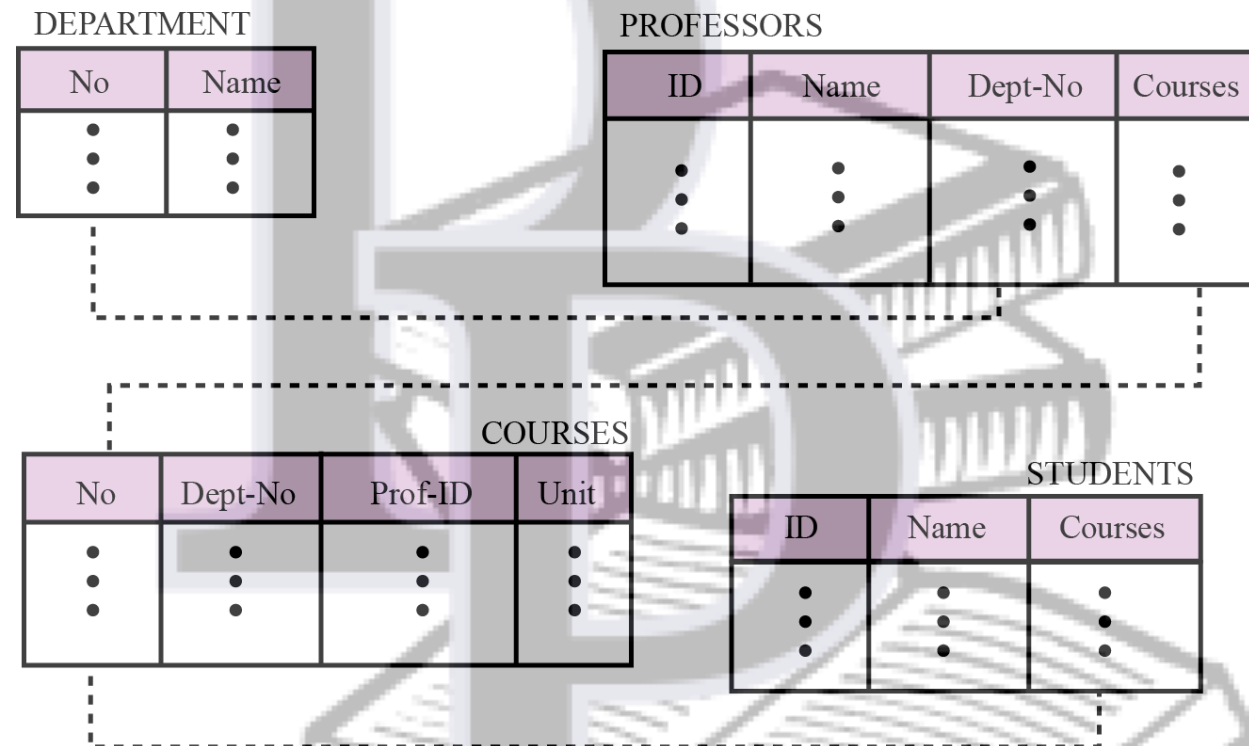 DEPARTMENT
No Name
PROFESSORS
ID Name Dept-No Courses
COURSES
No Dept-No Prof-ID Unit
STUDENTS
ID Name Courses